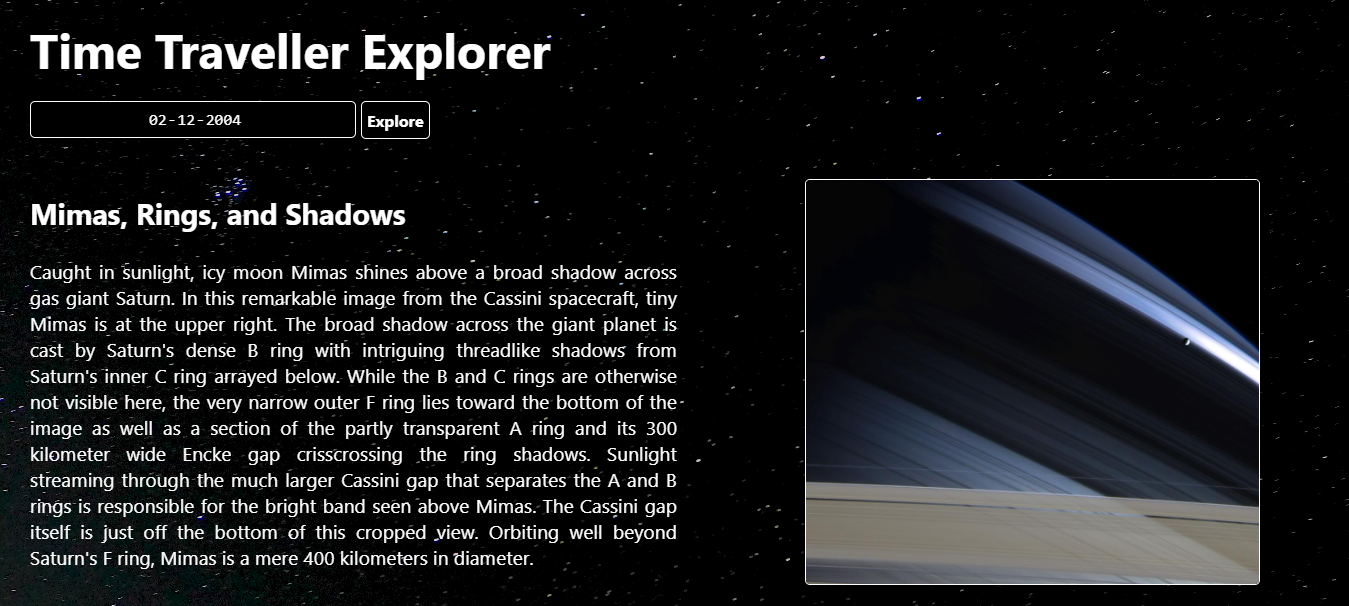 Time Traveller Explorer
02-12-2004
Explore
Mimas, Rings, and Shadows
Caught in sunlight, icy moon Mimas shines above a broad shadow across
gas giant Saturn. In this remarkable image from the Cassini spacecraft, tiny
Mimas is at the upper right. The broad shadow across the giant planet is
cast by Saturn's dense B ring with intriguing threadlike shadows from
Saturn's inner C ring arrayed below. While the B and C rings are otherwise
not visible here, the very narrow outer F ring lies toward the bottom of the
image as well as a section of the partly transparent A ring and its 300
kilometer wide Encke gap crisscrossing the ring shadows. Sunlight
streaming through the much larger Cassini gap that separates the A and B
rings is responsible for the bright band seen above Mimas. The Cassini gap
itself is just off the bottom of this cropped view. Orbiting well beyond
Saturn's F ring, Mimas is a mere 400 kilometers in diameter.